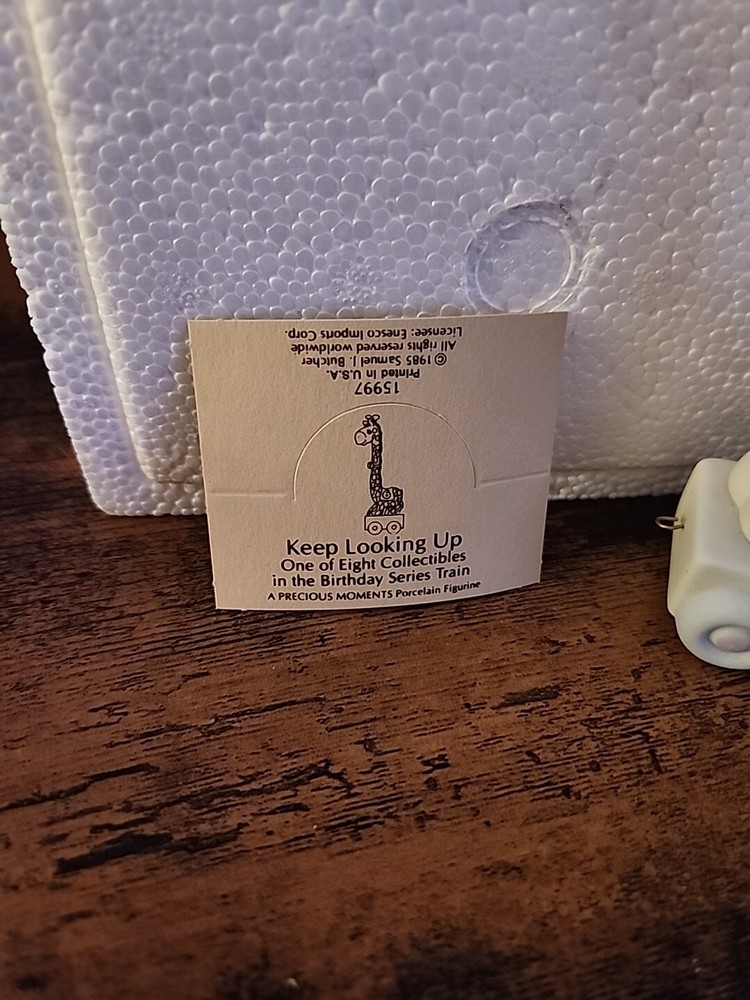 15997
Printed in U.S.A.
© 1985 Samuel J. Butcher
All rights reserved worldwide
Licensee: Enesco Imports Corp.
Keep Looking Up
One of Eight Collectibles
in the Birthday Series Train
A PRECIOUS MOMENTS Porcelain Figurine